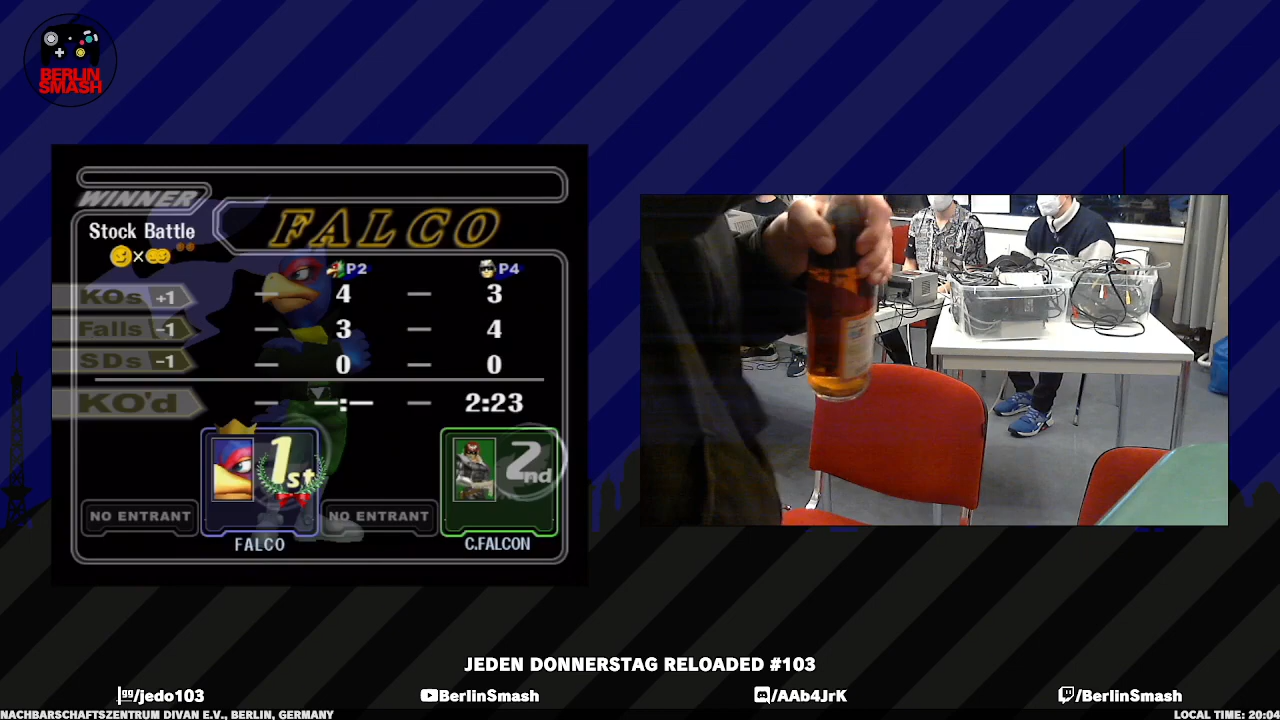 BERLIN
SMASH
WINNER
FALCO
Stock Battle
P2
P4
KOs +1
4
3
Falls -1
3
4
SDs -1
0
0
KO'd
-:-
2:23
1st
2nd
NO ENTRANT
NO ENTRANT
FALCO
C.FALCON
JEDEN DONNERSTAG RELOADED #103
gg/jedo103
BerlinSmash
/AAb4JrK
/BerlinSmash
NACHBARSCHAFTSZENTRUM DIVAN E.V., BERLIN, GERMANY
LOCAL TIME: 20:04